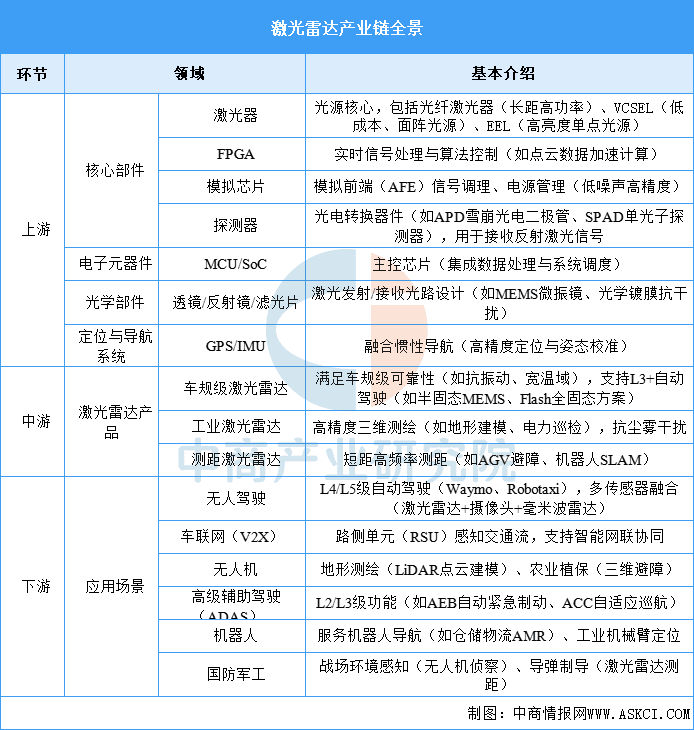 激光雷达产业链全景
环节 领域 基本介绍
上游
核心部件
激光器
光源核心，包括光纤激光器（长距高功率）、VCSEL（低
成本、面阵光源）、EEL（高亮度单点光源）
FPGA
实时信号处理与算法控制（如点云数据加速计算）
模拟芯片
模拟前端（AFE）信号调理、电源管理（低噪声高精度）
探测器
光电转换器件（如APD雪崩光电二极管、SPAD单光子探
测器），用于接收反射激光信号
电子元器件
MCU/SoC
主控芯片（集成数据处理与系统调度）
光学部件
透镜/反射镜/滤光片
激光发射/接收光路设计（如MEMS微振镜、光学镀膜抗干
扰）
定位与导航
系统
GPS/IMU
融合惯性导航（高精度定位与姿态校准）
中游
激光雷达产
品
车规级激光雷达
满足车规级可靠性（如抗振动、宽温域），支持L3+自动
驾驶（如半固态MEMS、Flash全固态方案）
工业激光雷达
高精度三维测绘（如地形建模、电力巡检），抗尘雾干扰
测距激光雷达
短距高频率测距（如AGV避障、机器人SLAM）
下游
应用场景
无人驾驶
L4/L5级自动驾驶（Waymo、Robotaxi），多传感器融合
（激光雷达+摄像头+毫米波雷达）
车联网（V2X）
路侧单元（RSU）感知交通流，支持智能网联协同
无人机
地形测绘（LiDAR点云建模）、农业植保（三维避障）
高级辅助驾驶
（ADAS）
L2/L3级功能（如AEB自动紧急制动、ACC自适应巡航）
机器人
服务机器人导航（如仓储物流AMR）、工业机械臂定位
国防军工
战场环境感知（无人机侦察）、导弹制导（激光雷达测
距）
制图：中商情报网WWW.ASKCI.COM
中商产业研究院